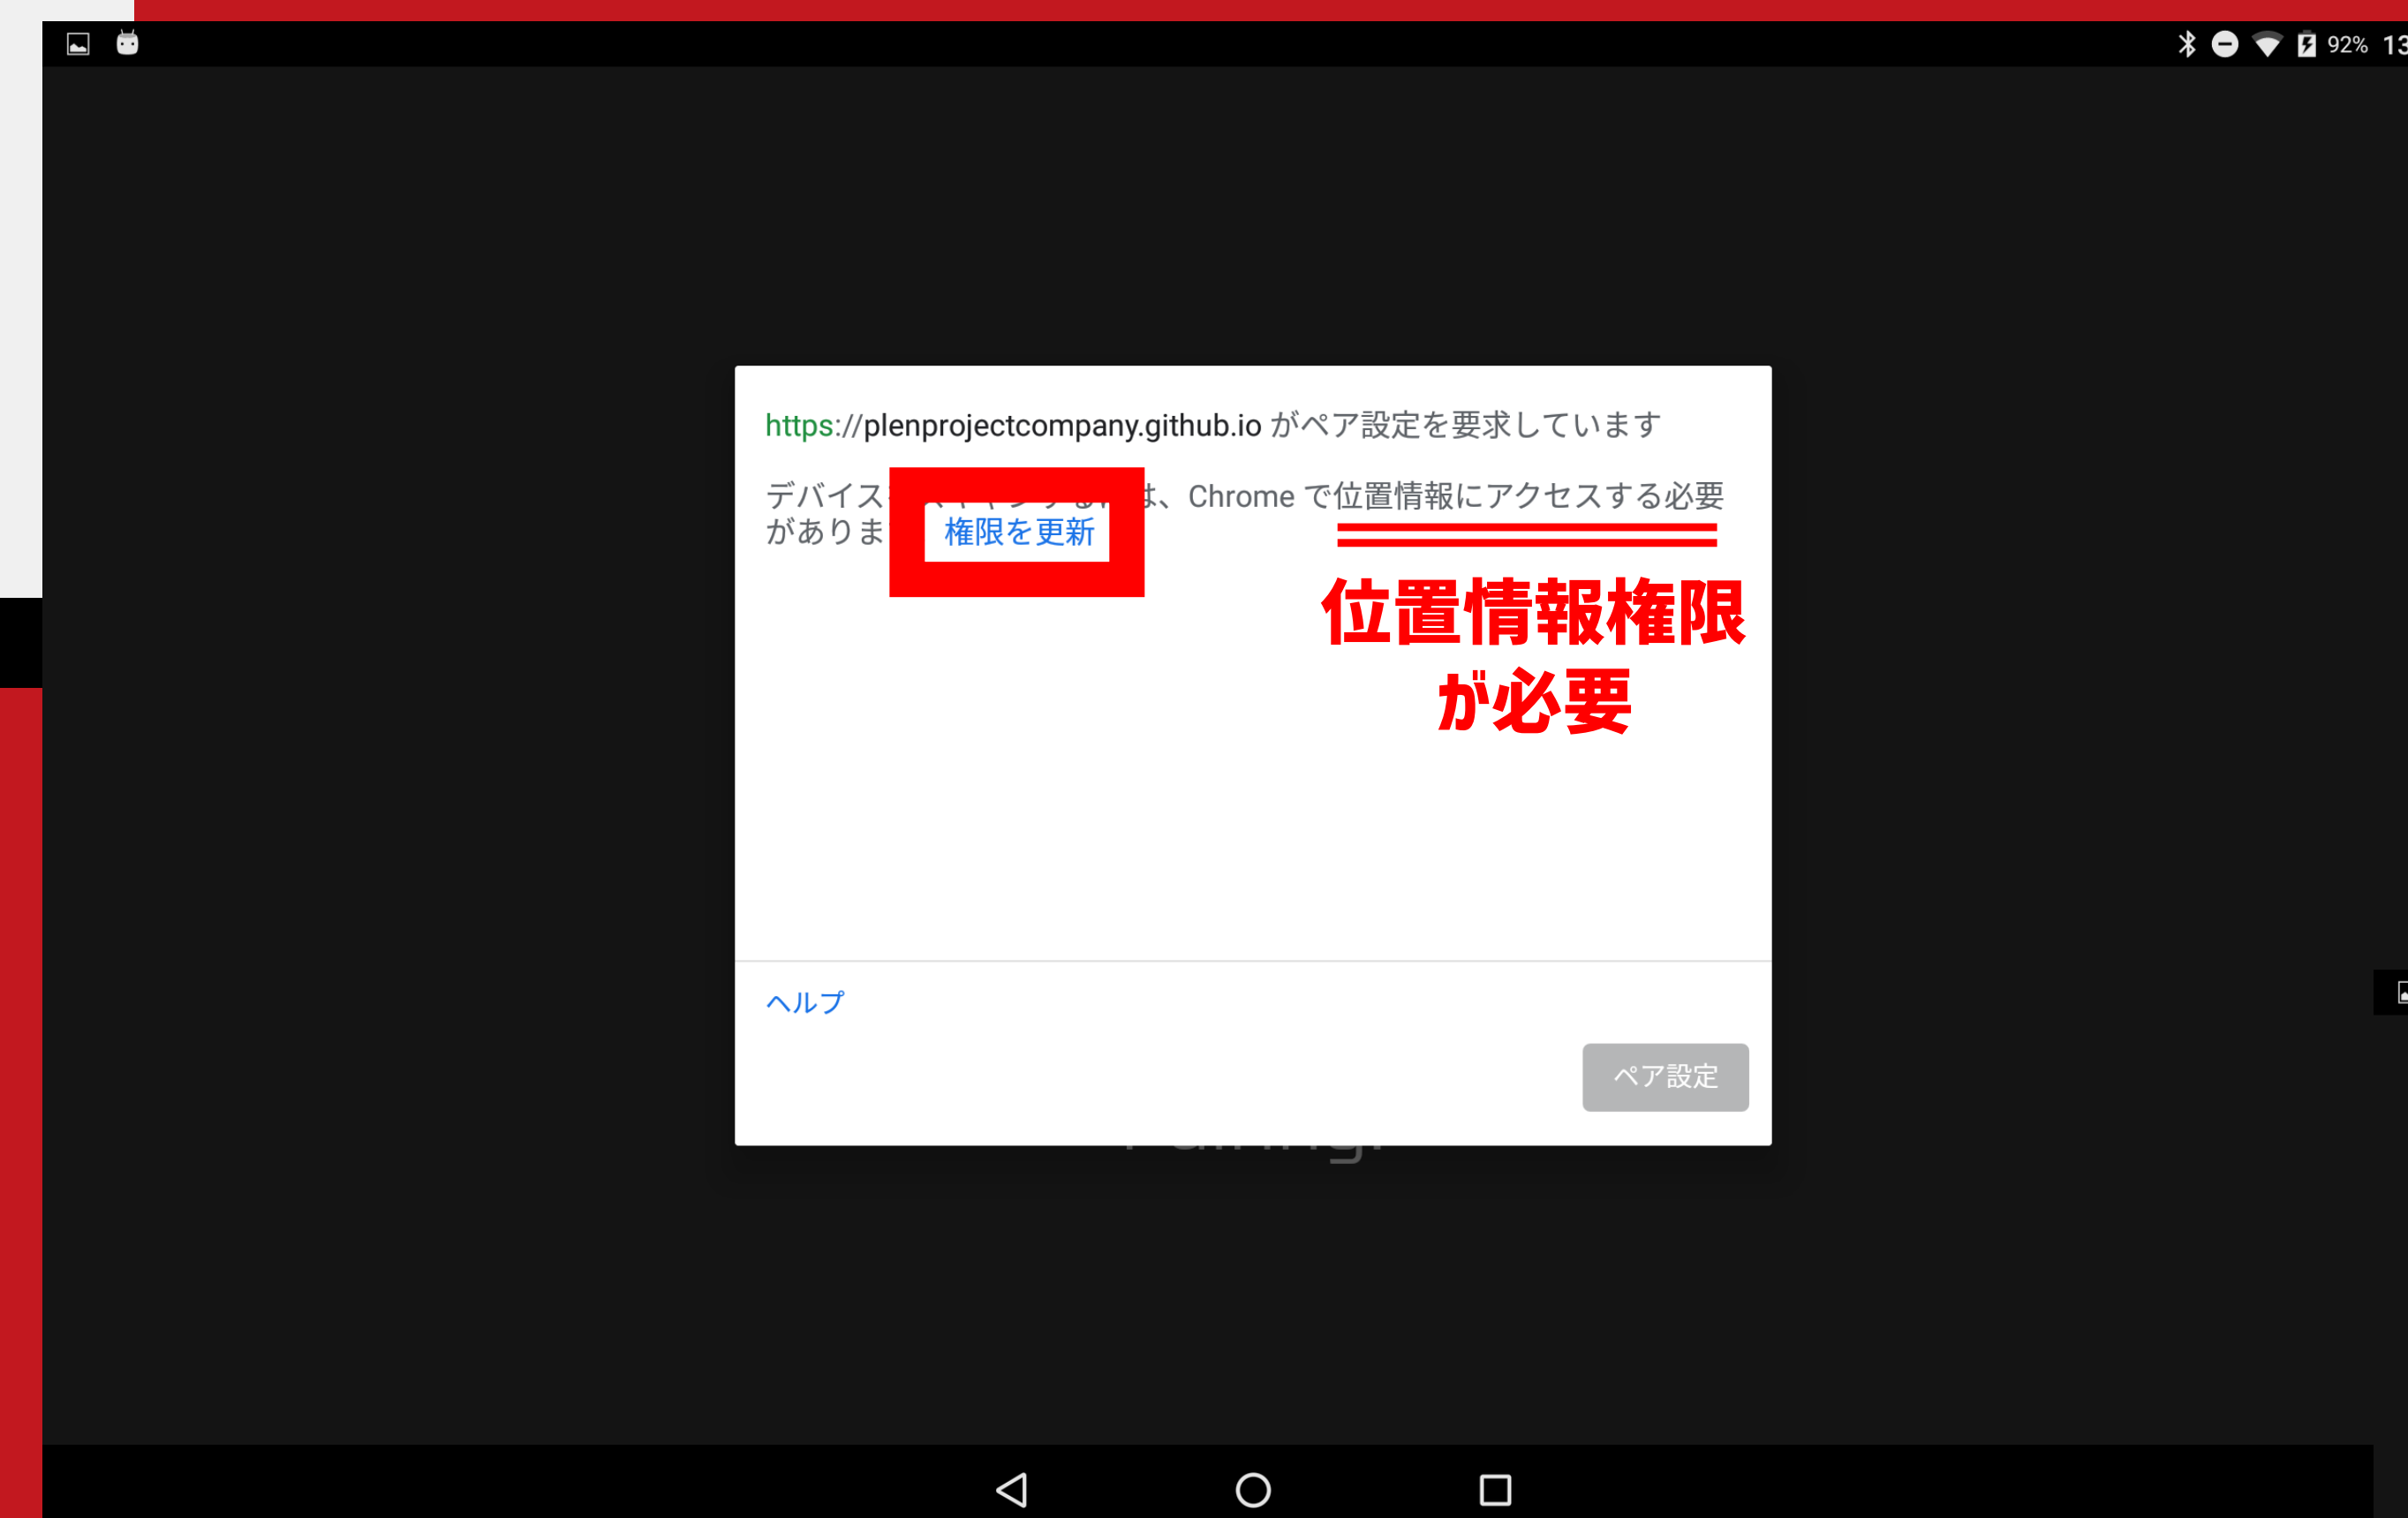 92% 13
https://plenprojectcompany.github.io がペア設定を要求しています
デバイス は、Chrome で位置情報にアクセスする必要
がありま 権限を更新
位置情報権限
が必要
ヘルプ
ペア設定